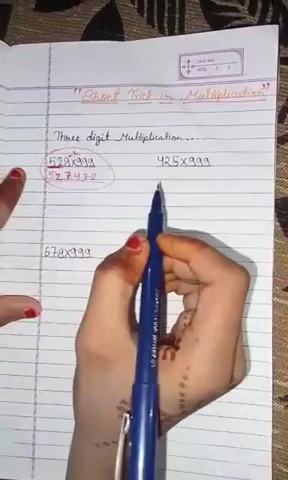 "Short Trick in Multiplication"
Three digit Multiplication....
528x999 425x999
527472
678x999